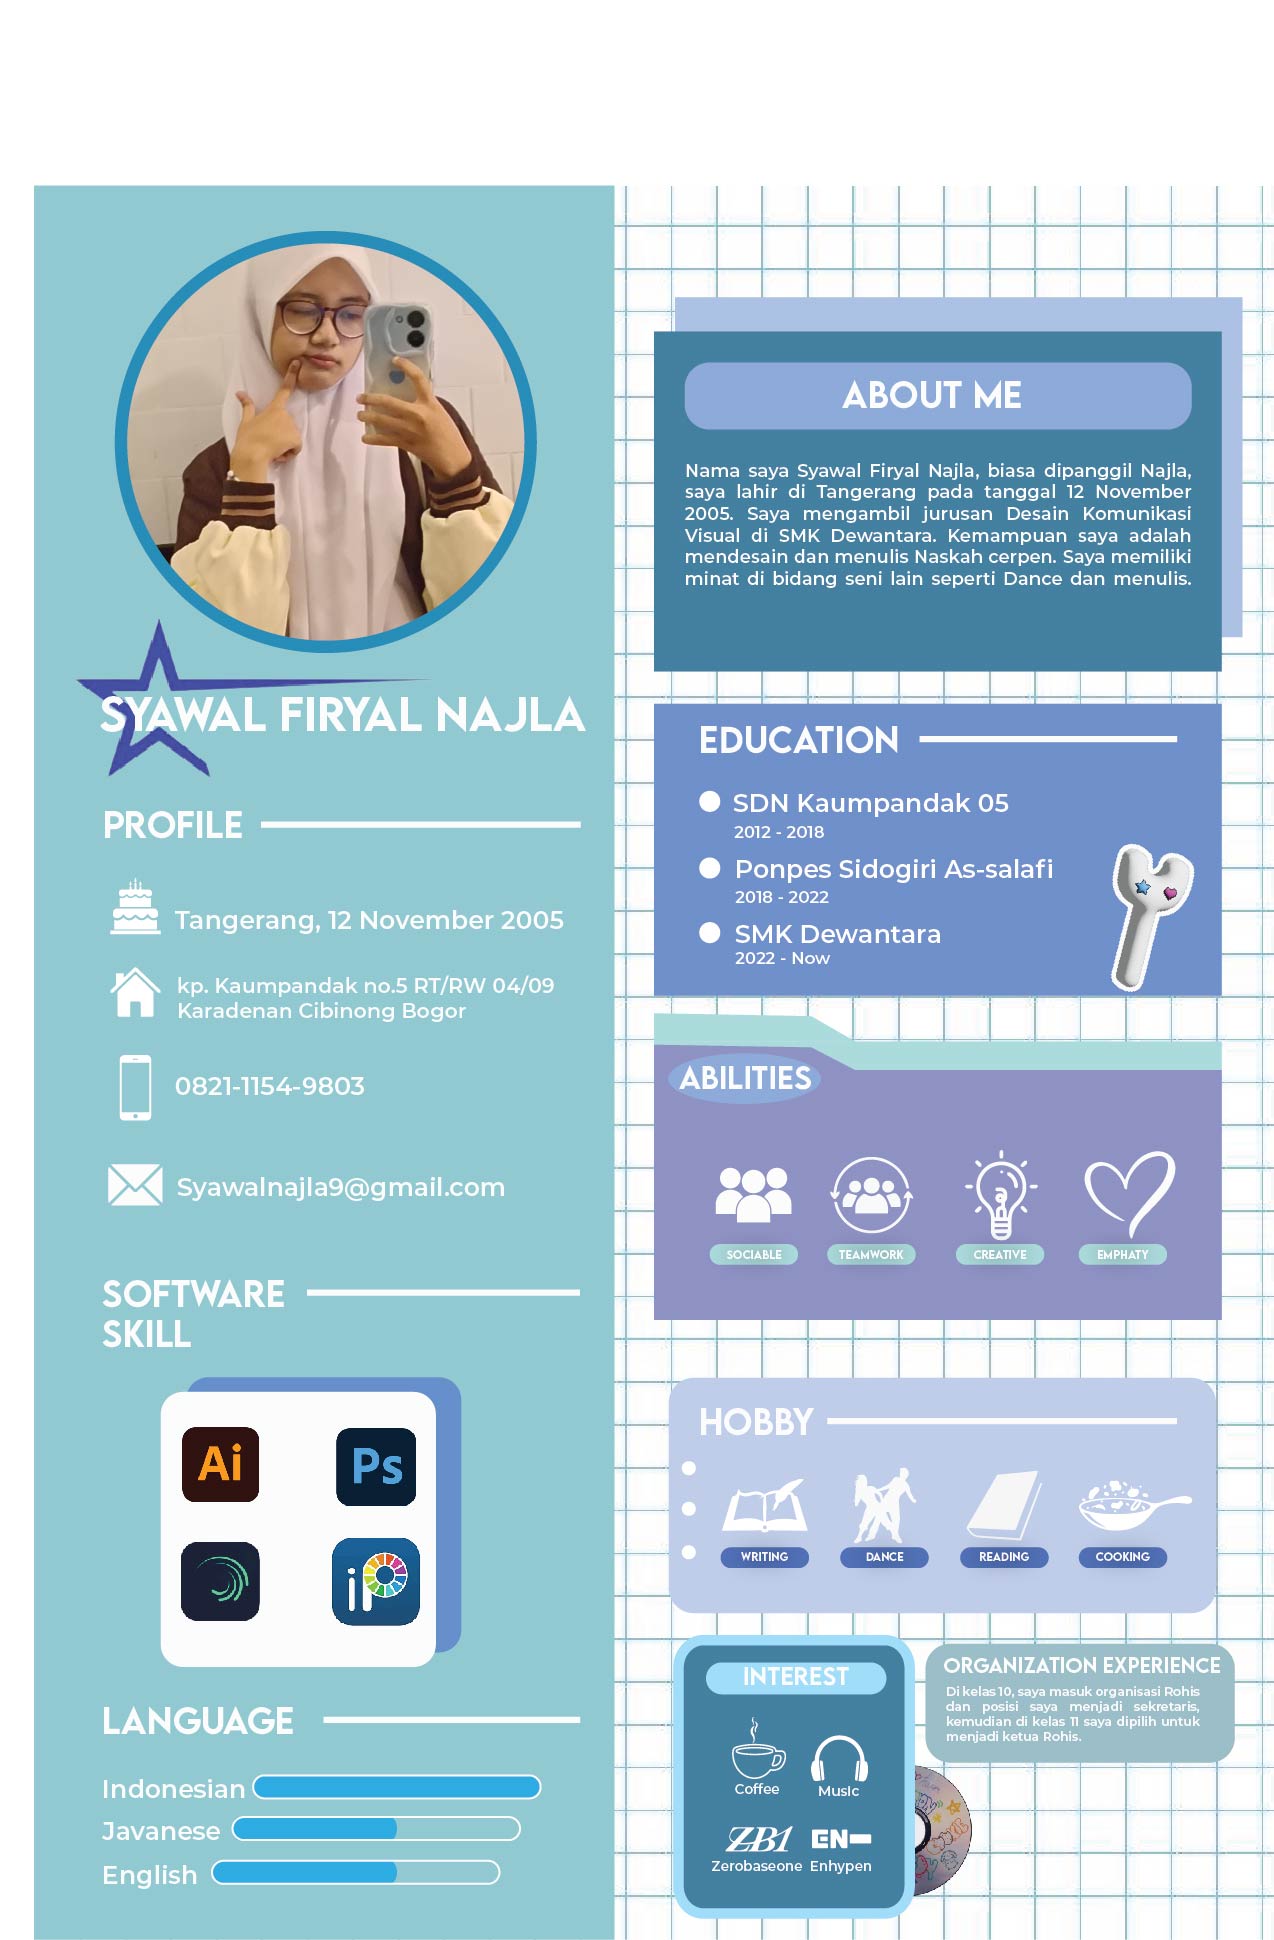 SYAWAL FIRYAL NAJLA
PROFILE
Tangerang, 12 November 2005
kp. Kaumpandak no.5 RT/RW 04/09
Karadenan Cibinong Bogor
0821-1154-9803
Syawalnajla9@gmail.com
SOFTWARE
SKILL
Ai
Ps
iP
LANGUAGE
Indonesian
Javanese
English
ABOUT ME
Nama saya Syawal Firyal Najla, biasa dipanggil Najla,
saya lahir di Tangerang pada tanggal 12 November
2005. Saya mengambil jurusan Desain Komunikasi
Visual di SMK Dewantara. Kemampuan saya adalah
mendesain dan menulis Naskah cerpen. Saya memiliki
minat di bidang seni lain seperti Dance dan menulis.
EDUCATION
SDN Kaumpandak 05
2012 - 2018
Ponpes Sidogiri As-salafi
2018 - 2022
SMK Dewantara
2022 - Now
ABILITIES
SOCIABLE
TEAMWORK
CREATIVE
EMPHATY
HOBBY
WRITING
DANCE
READING
COOKING
INTEREST
Coffee
Music
ZB1
EN-
Zerobaseone
Enhypen
ORGANIZATION EXPERIENCE
Di kelas 10, saya masuk organisasi Rohis
dan posisi saya menjadi sekretaris,
kemudian di kelas 11 saya dipilih untuk
menjadi ketua Rohis.